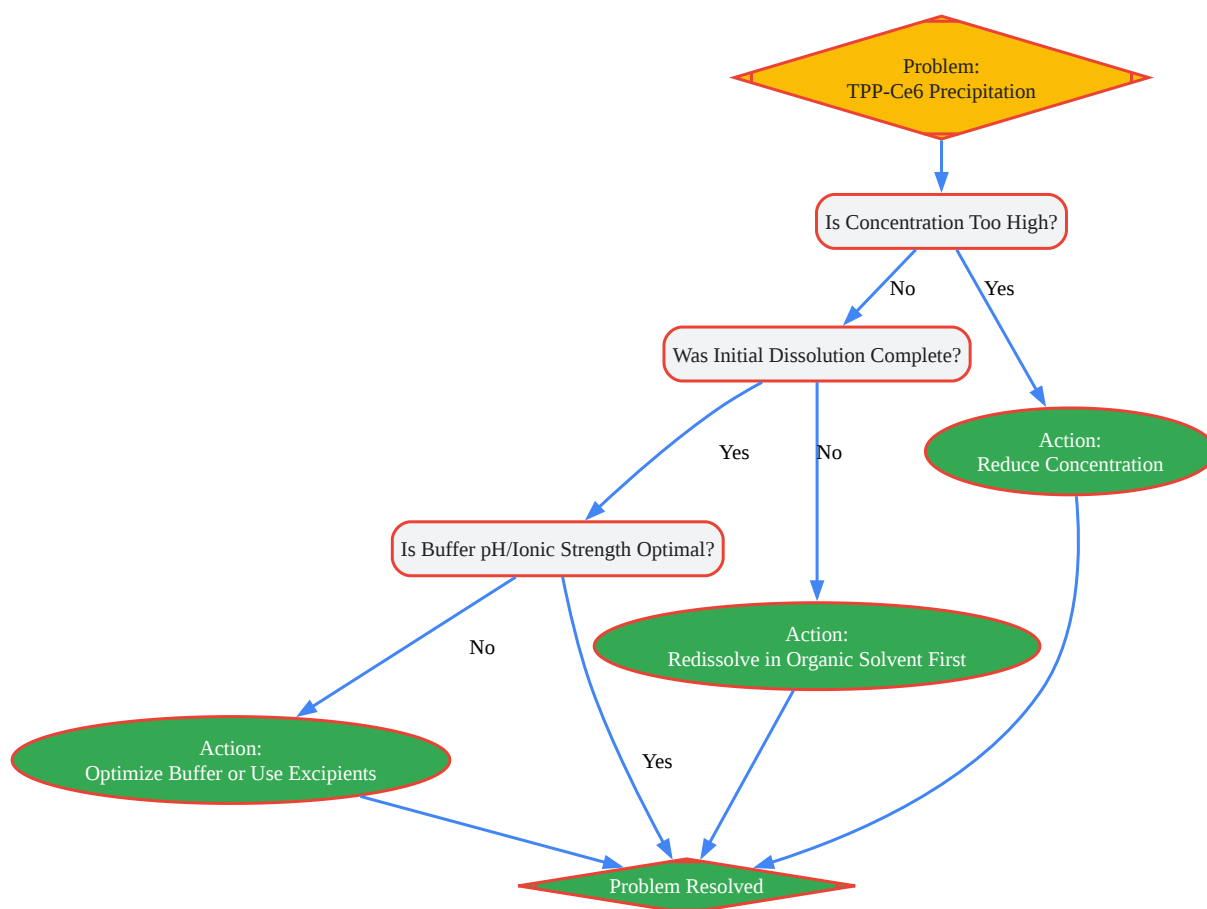 Problem:
TPP-Ce6 Precipitation
Is Concentration Too High?
No
Yes
Was Initial Dissolution Complete?
Action:
Reduce Concentration
Yes
No
Is Buffer pH/Ionic Strength Optimal?
Action:
Redissolve in Organic Solvent First
No
Action:
Optimize Buffer or Use Excipients
Yes
Problem Resolved